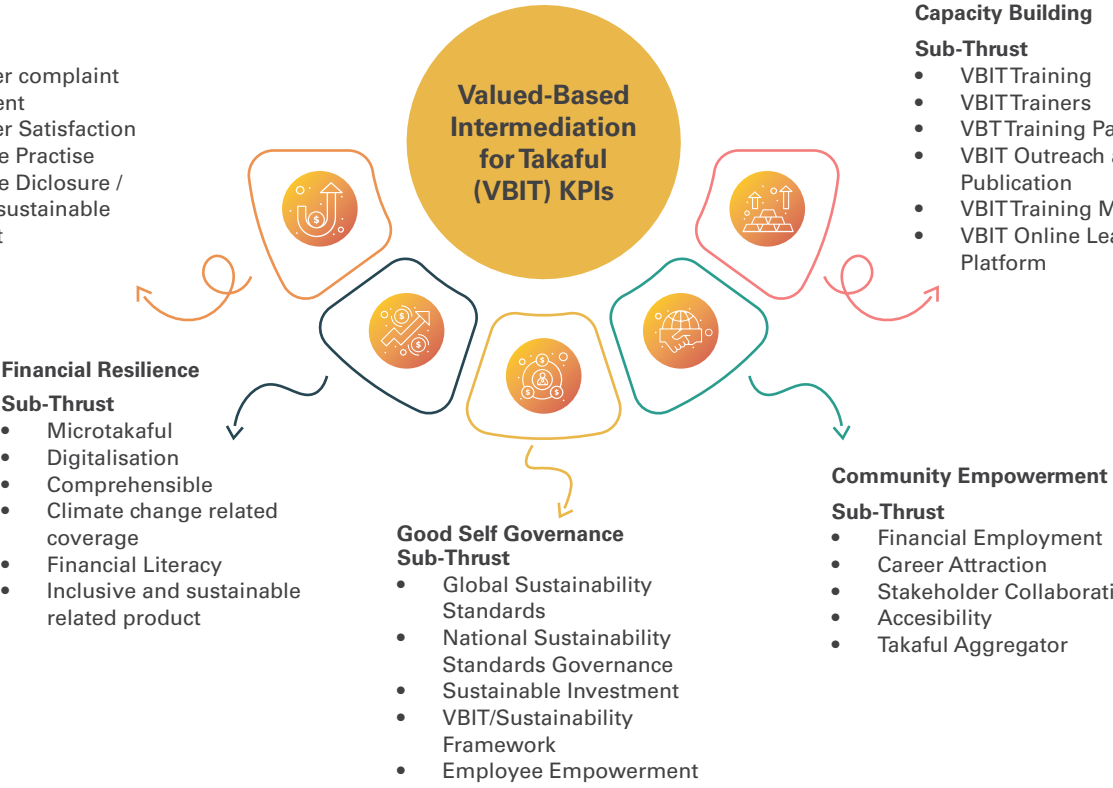 Valued-Based
Intermediation
for Takaful
(VBIT) KPIs
er complaint
ent
er Satisfaction
e Practise
e Diclosure /
sustainable
t
Financial Resilience
Sub-Thrust
• Microtakaful
• Digitalisation
• Comprehensible
• Climate change related
coverage
• Financial Literacy
• Inclusive and sustainable
related product
Good Self Governance
Sub-Thrust
• Global Sustainability
Standards
• National Sustainability
Standards Governance
• Sustainable Investment
• VBIT/Sustainability
Framework
• Employee Empowerment
Community Empowerment
Sub-Thrust
• Financial Employment
• Career Attraction
• Stakeholder Collaborati
• Accesibility
• Takaful Aggregator
Capacity Building
Sub-Thrust
• VBIT Training
• VBIT Trainers
• VBT Training Pa
• VBIT Outreach a
Publication
• VBIT Training M
• VBIT Online Lea
Platform